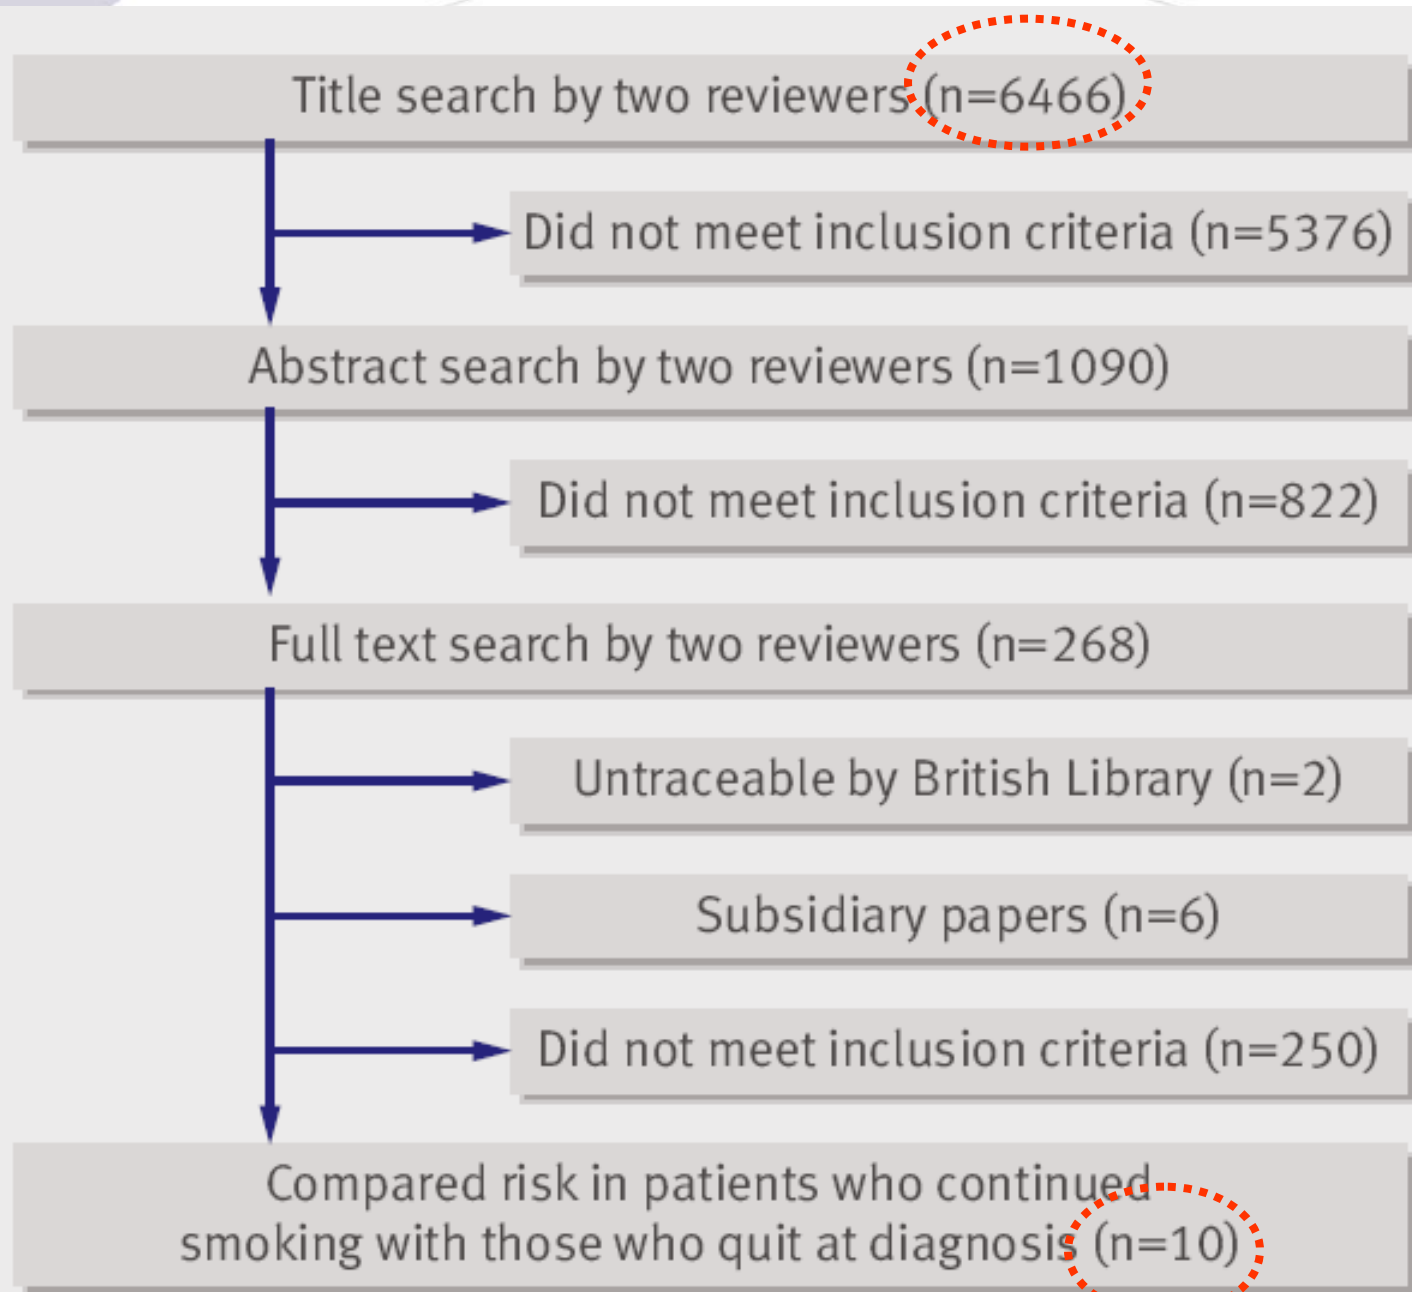 Title search by two reviewers (n=6466)
Did not meet inclusion criteria (n=5376)
Abstract search by two reviewers (n=1090)
Did not meet inclusion criteria (n=822)
Full text search by two reviewers (n=268)
Untraceable by British Library (n=2)
Subsidiary papers (n=6)
Did not meet inclusion criteria (n=250)
Compared risk in patients who continued
smoking with those who quit at diagnosis (n=10)